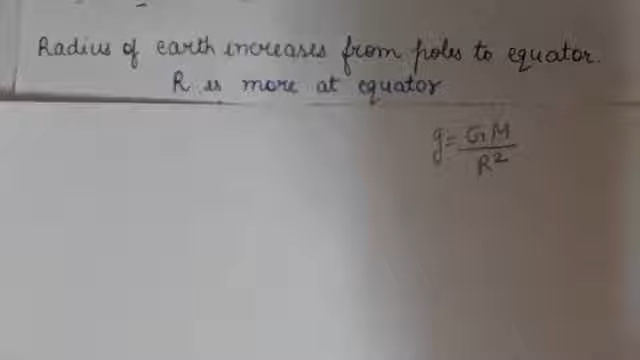 Radius of earth increases from poles to equator.
R is more at equator
g = GM / R²